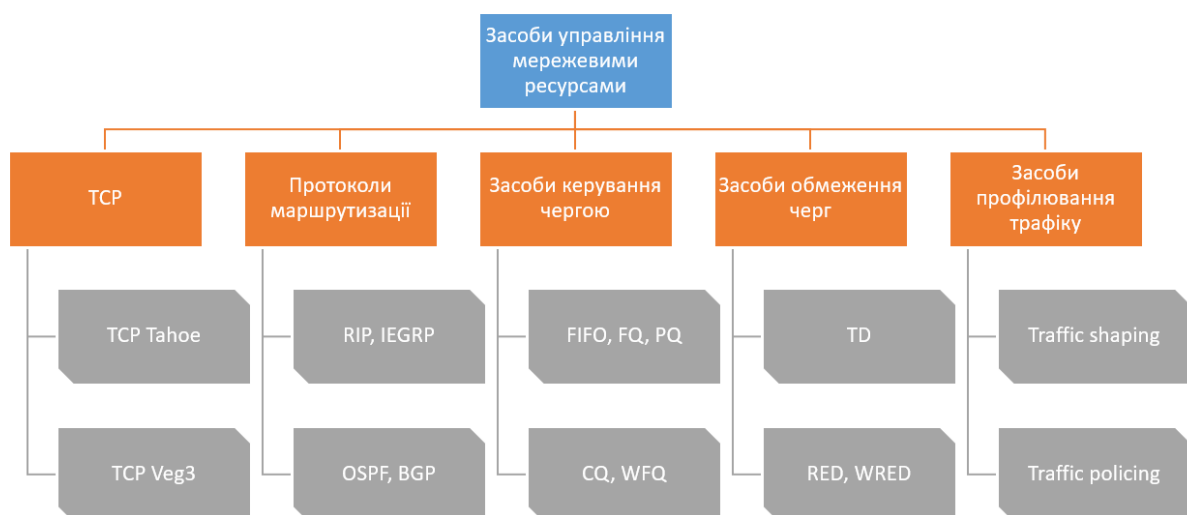 Засоби управління
мережевими
ресурсами
TCP
Протоколи
маршрутизації
Засоби керування
чергою
Засоби обмеження
черг
Засоби
профілювання
трафіку
TCP Tahoe
RIP, IEGRP
FIFO, FQ, PQ
TD
Traffic shaping
TCP Veg3
OSPF, BGP
CQ, WFQ
RED, WRED
Traffic policing